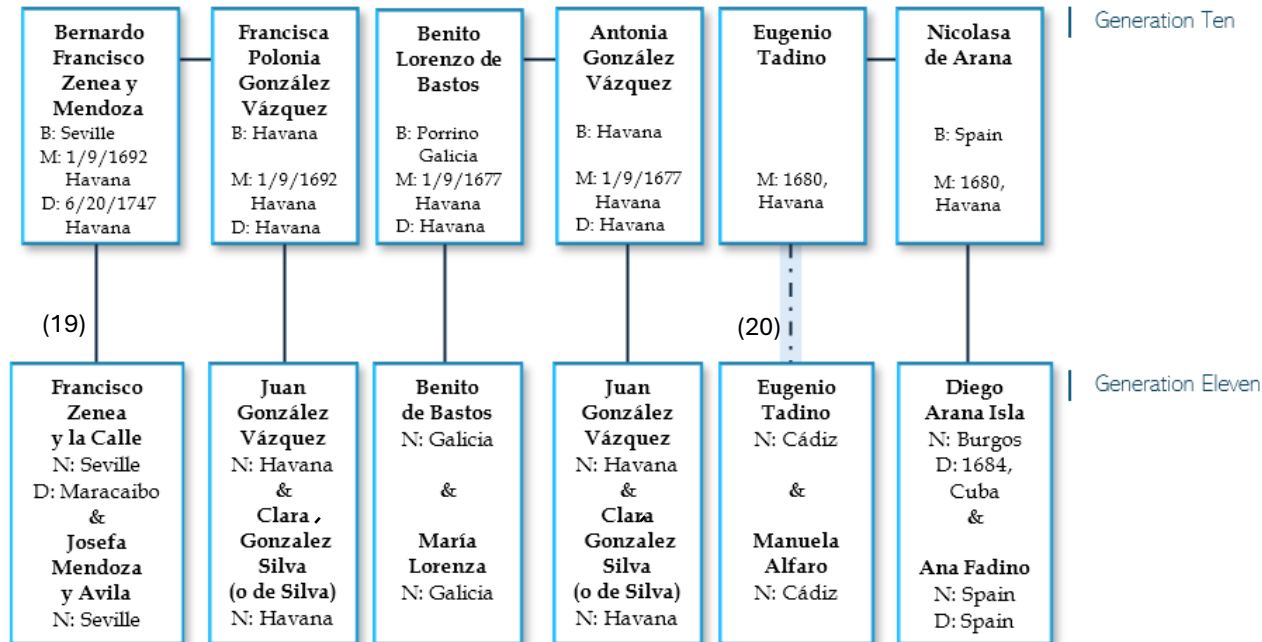 Generation Ten
Bernardo
Francisco
Zenea y
Mendoza
B: Seville
M: 1/9/1692
Havana
D: 6/20/1747
Havana
Francisca
Polonia
González
Vázquez
B: Havana
M: 1/9/1692
Havana
D: Havana
Benito
Lorenzo de
Bastos
B: Porrino
Galicia
M: 1/9/1677
Havana
D: Havana
Antonia
González
Vázquez
B: Havana
M: 1/9/1677
Havana
D: Havana
Eugenio
Tadino
M: 1680,
Havana
Nicolasa
de Arana
B: Spain
M: 1680,
Havana
(19)
(20)
Generation Eleven
Francisco
Zenea
y la Calle
N: Seville
D: Maracaibo
&
Josefa
Mendoza
y Avila
N: Seville
Juan
González
Vázquez
N: Havana
&
Clara ,
Gonzalez
Silva
(o de Silva)
N: Havana
Benito
de Bastos
N: Galicia
&
María
Lorenza
N: Galicia
Juan
González
Vázquez
N: Havana
&
Clara
Gonzalez
Silva
(o de Silva)
N: Havana
Eugenio
Tadino
N: Cádiz
&
Manuela
Alfaro
N: Cádiz
Diego
Arana Isla
N: Burgos
D: 1684,
Cuba
&
Ana Fadino
N: Spain
D: Spain